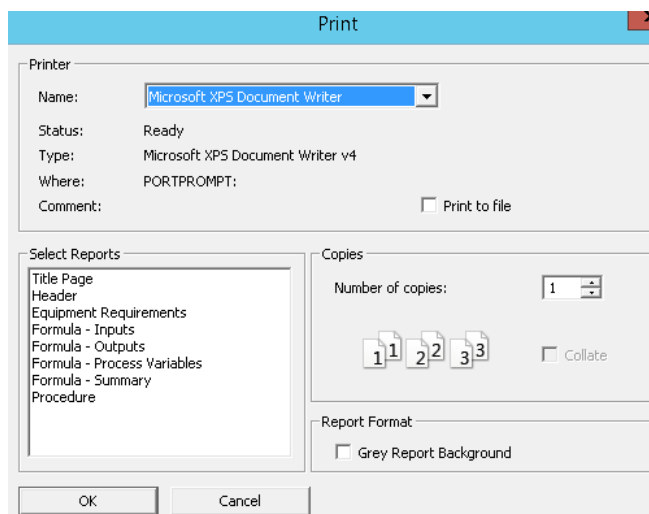 Print
Printer
Name: Microsoft XPS Document Writer
Status: Ready
Type: Microsoft XPS Document Writer v4
Where: PORTPROMPT:
Comment: Print to file
Select Reports
Title Page
Header
Equipment Requirements
Formula - Inputs
Formula - Outputs
Formula - Process Variables
Formula - Summary
Procedure
Copies
Number of copies: 1
1 1 2 2 3 3 Collate
Report Format
Grey Report Background
OK Cancel